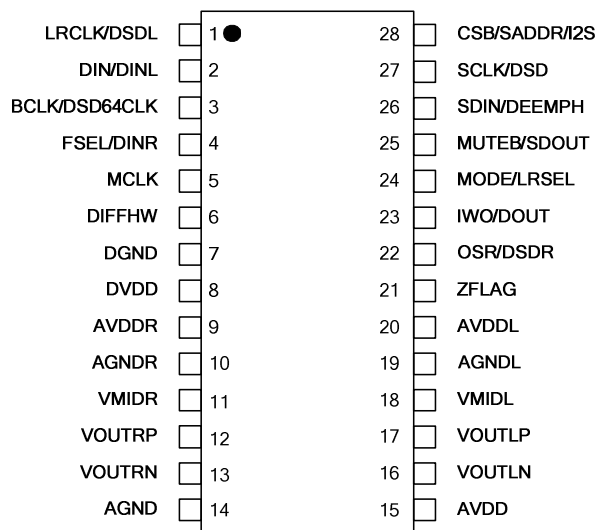 LRCLK/DSDL 1 28 CSB/SADDR/I2S
DIN/DINL 2 27 SCLK/DSD
BCLK/DSD64CLK 3 26 SDIN/DEEMPH
FSEL/DINR 4 25 MUTEB/SDOUT
MCLK 5 24 MODE/LRSEL
DIFFHW 6 23 IWO/DOUT
DGND 7 22 OSR/DSDR
DVDD 8 21 ZFLAG
AVDDR 9 20 AVDDL
AGNDR 10 19 AGNDL
VMIDR 11 18 VMIDL
VOUTRP 12 17 VOUTLP
VOUTRN 13 16 VOUTLN
AGND 14 15 AVDD